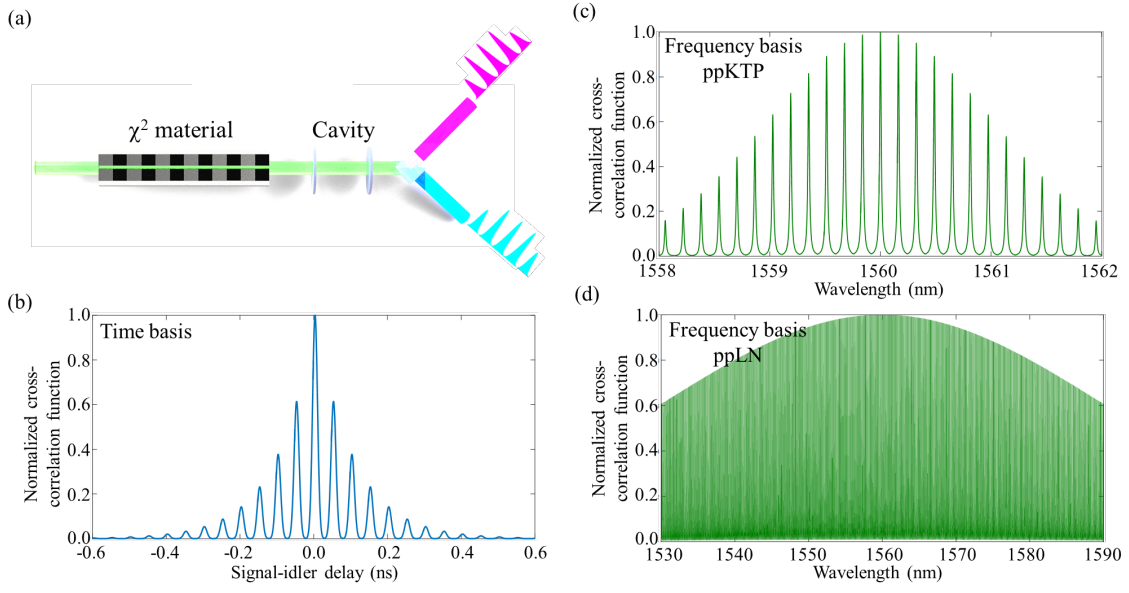 (a)
χ² material
Cavity
(b)
Time basis
Normalized cross-
correlation function
1.0
0.8
0.6
0.4
0.2
0.0
-0.6
-0.4
-0.2
0.0
0.2
0.4
0.6
Signal-idler delay (ns)
(c)
Frequency basis
ppKTP
Normalized cross-
correlation function
1.0
0.8
0.6
0.4
0.2
0.0
1558
1559
1560
1561
1562
Wavelength (nm)
(d)
Frequency basis
ppLN
Normalized cross-
correlation function
1.0
0.8
0.6
0.4
0.2
0.0
1530
1540
1550
1560
1570
1580
1590
Wavelength (nm)